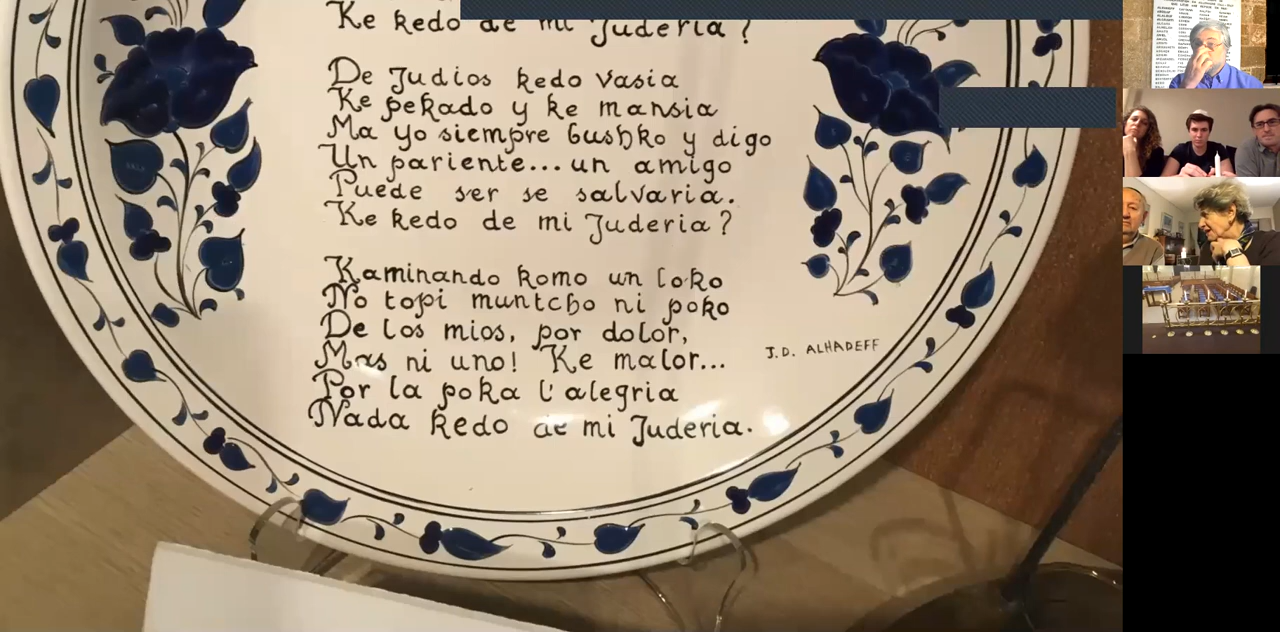 Ke kedo de mi Juderia?
De Judios kedo vasia
Ke pekado y ke mansia
Ma yo siempre bushko y digo
Un pariente... un amigo
Puede ser se salvaria.
Ke kedo de mi Juderia?
Kaminando komo un loko
No topi muntcho ni poko
De los mios, por dolor,
Mas ni uno! Ke malor...
Por la poka l'alegria
Nada kedo de mi Juderia.
J.D. ALHADEFF